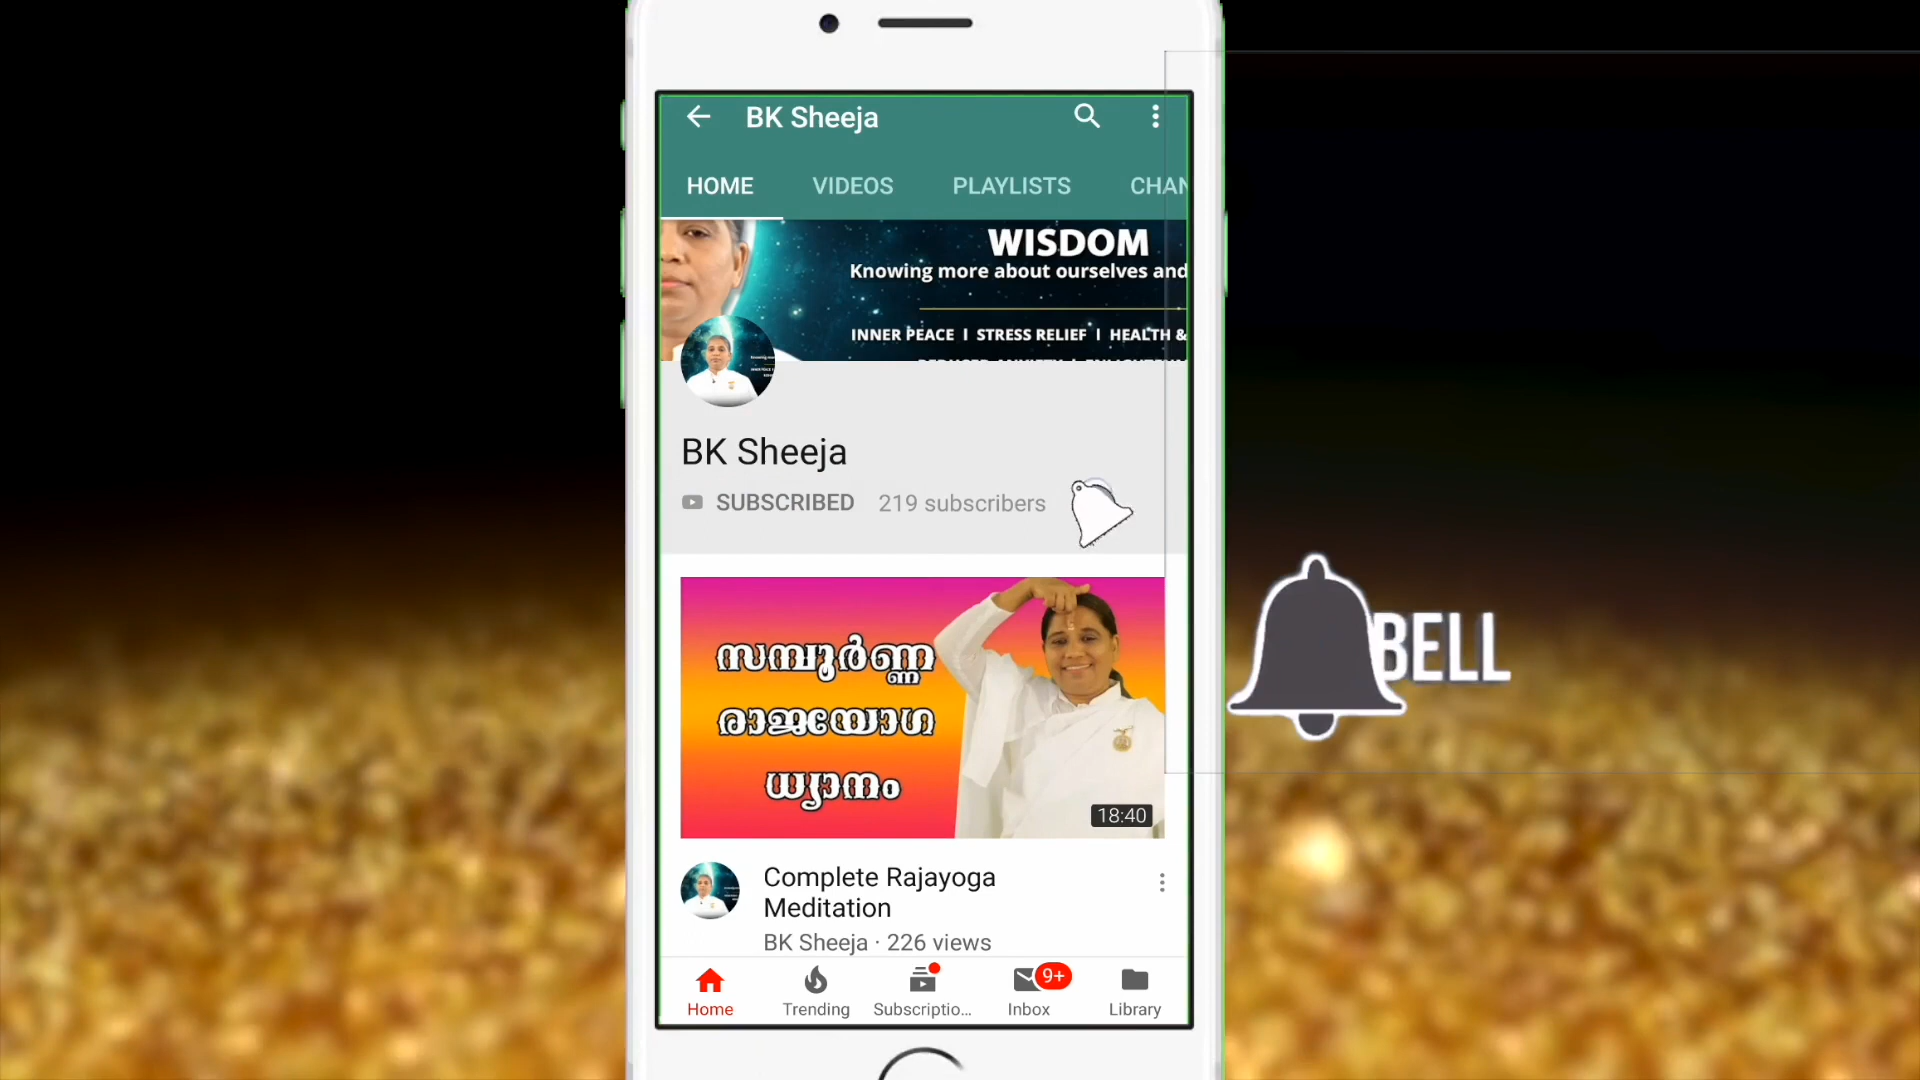 BK Sheeja
HOME VIDEOS PLAYLISTS CHAN
WISDOM
Knowing more about ourselves and
INNER PEACE I STRESS RELIEF I HEALTH &
BK Sheeja
SUBSCRIBED 219 subscribers
സമ്പൂർണ്ണ
രാജയോഗ
ധ്യാനം
18:40
Complete Rajayoga
Meditation
BK Sheeja · 226 views
9+
Home Trending Subscriptio... Inbox Library
BELL